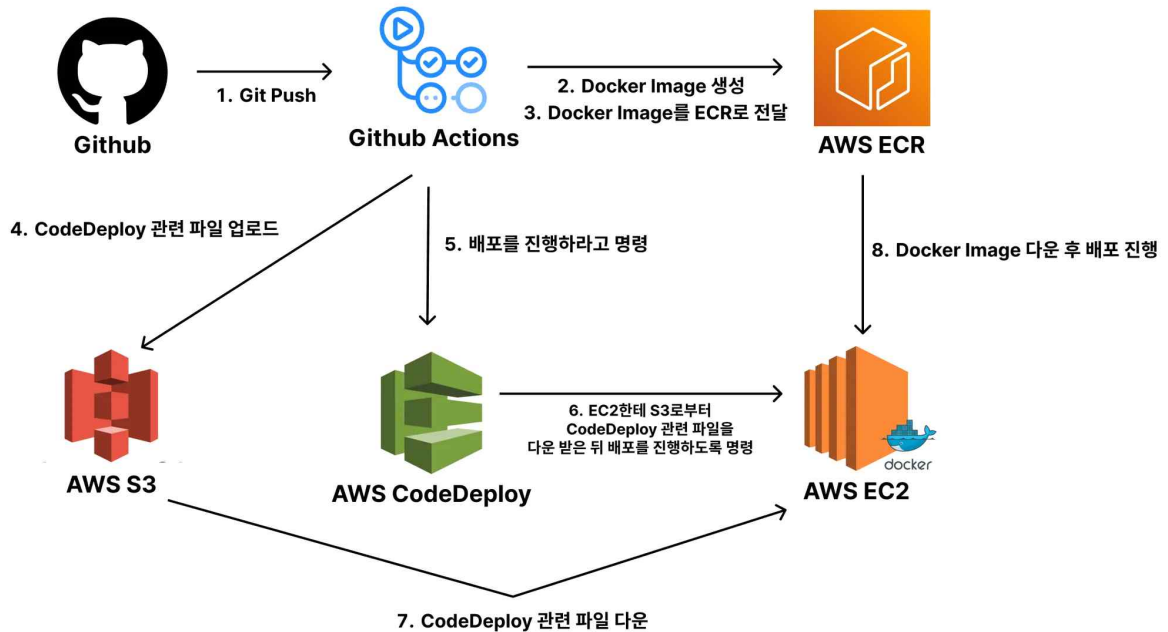 1. Git Push
2. Docker Image 생성
3. Docker Image를 ECR로 전달
Github
Github Actions
AWS ECR
4. CodeDeploy 관련 파일 업로드
5. 배포를 진행하라고 명령
8. Docker Image 다운 후 배포 진행
6. EC2한테 S3로부터
CodeDeploy 관련 파일을
다운 받은 뒤 배포를 진행하도록 명령
docker
AWS S3
AWS CodeDeploy
AWS EC2
7. CodeDeploy 관련 파일 다운